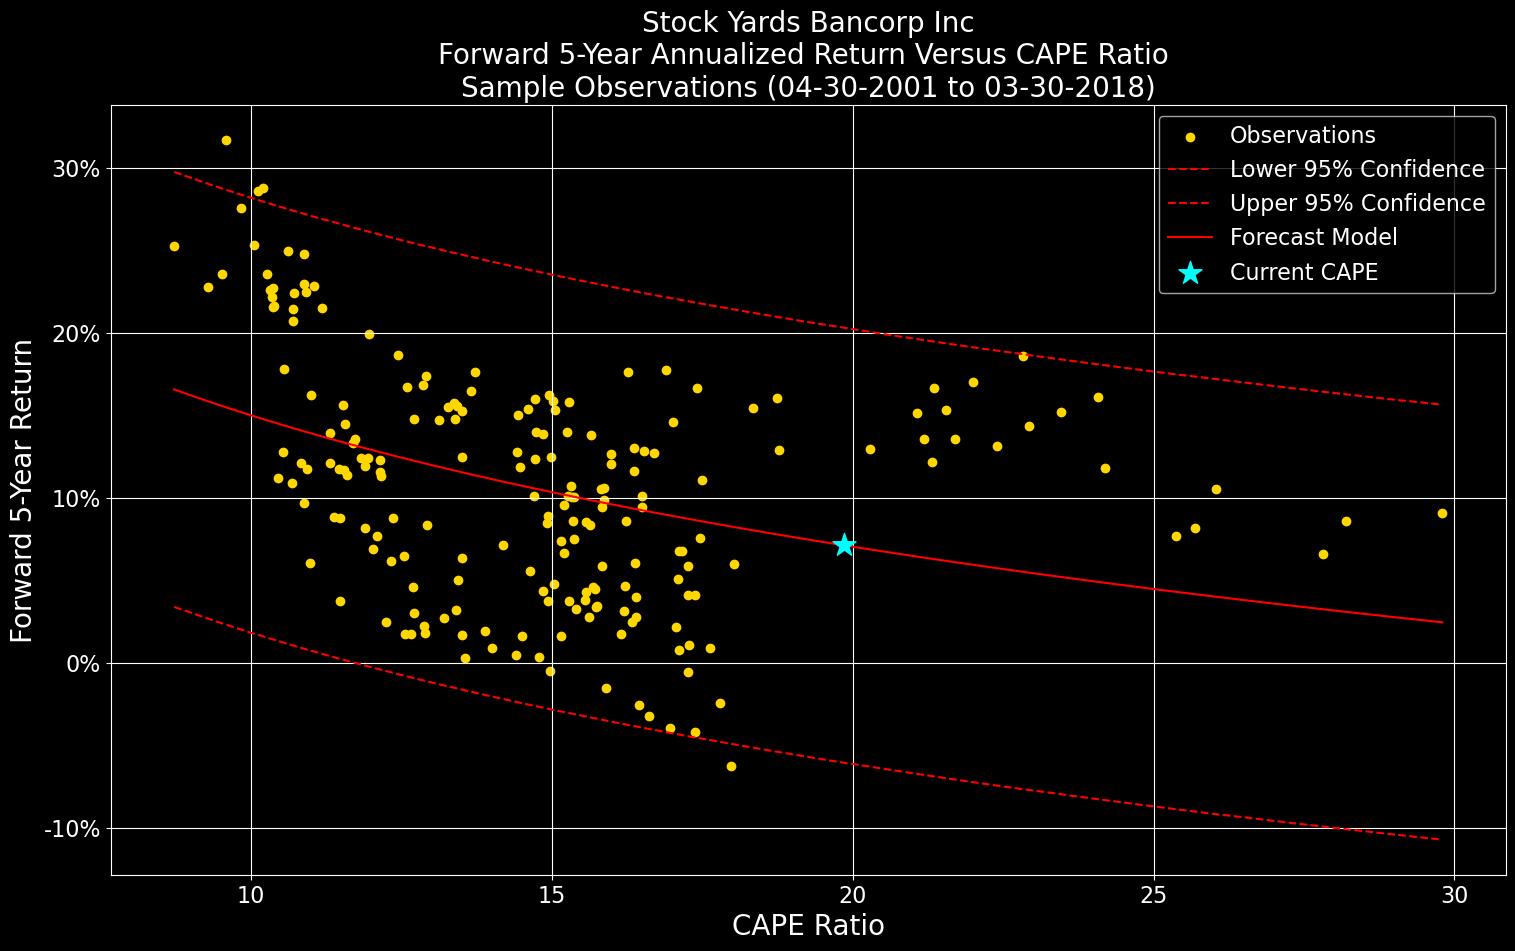 Stock Yards Bancorp Inc
Forward 5-Year Annualized Return Versus CAPE Ratio
Sample Observations (04-30-2001 to 03-30-2018)
Observations
Lower 95% Confidence
Upper 95% Confidence
Forecast Model
Current CAPE
Forward 5-Year Return
30%
20%
10%
0%
-10%
10 15 20 25 30
CAPE Ratio